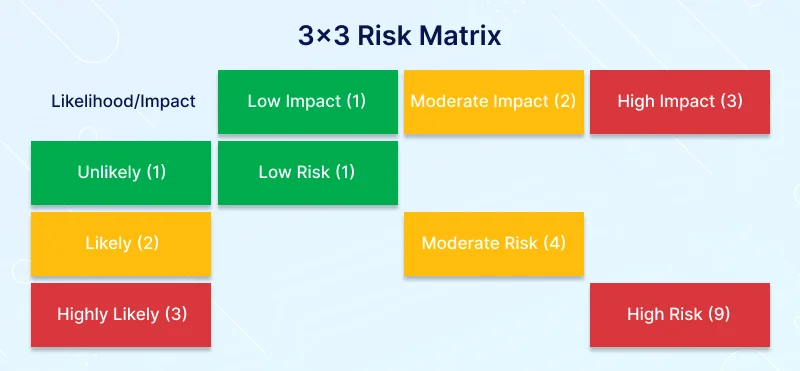 3×3 Risk Matrix
Likelihood/Impact Low Impact (1) Moderate Impact (2) High Impact (3)
Unlikely (1) Low Risk (1)
Likely (2) Moderate Risk (4)
Highly Likely (3) High Risk (9)